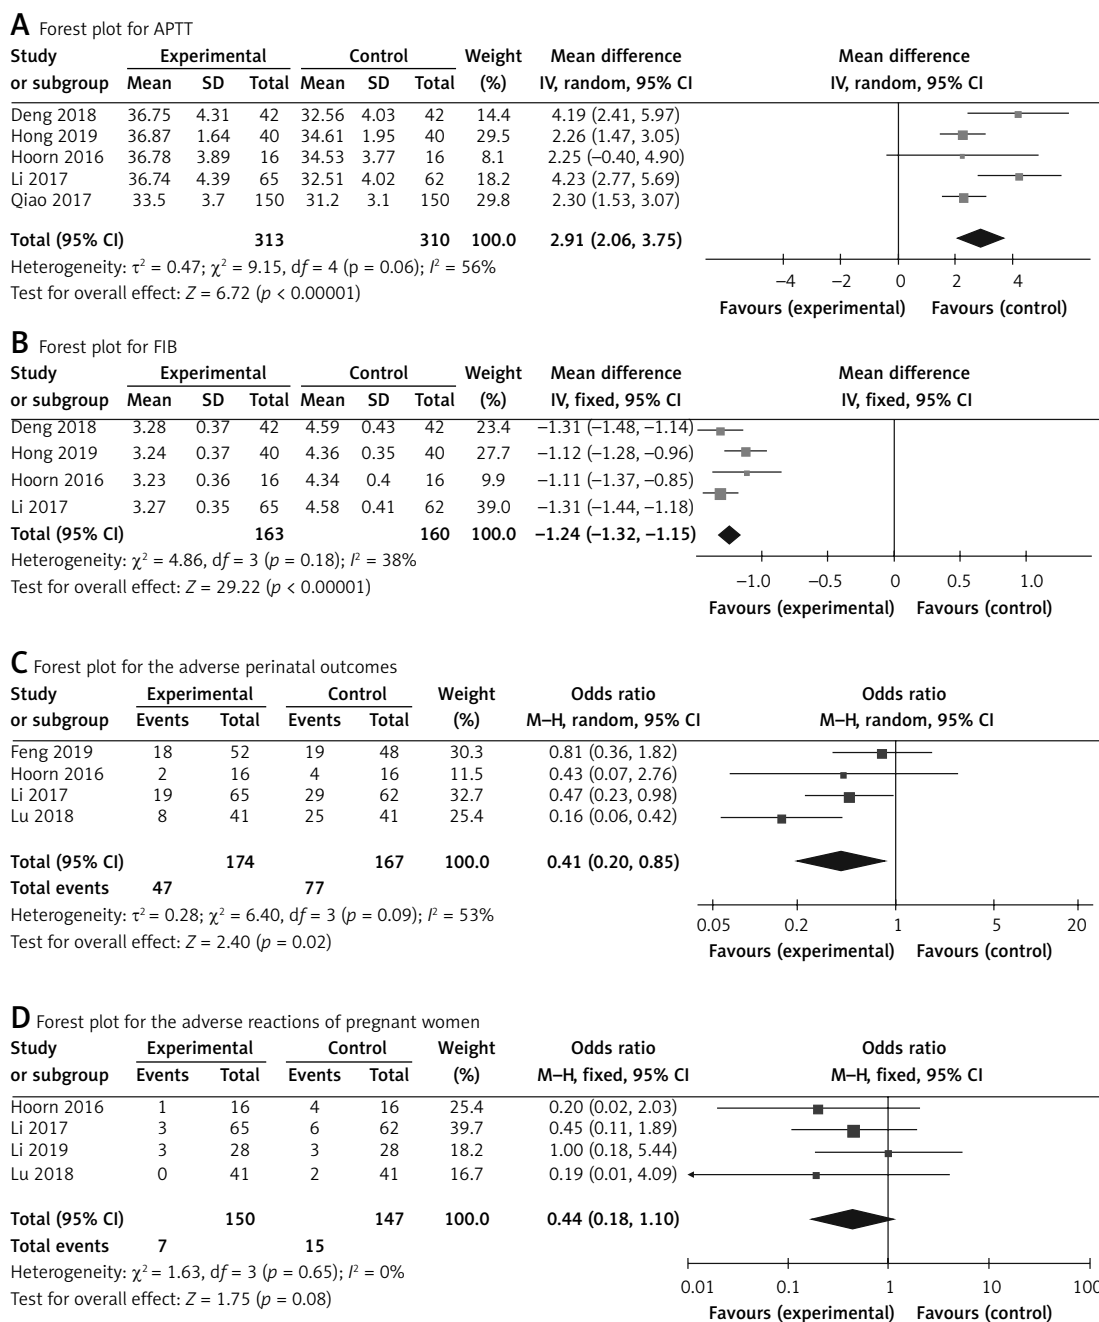 A Forest plot for APTT
Study Experimental Control Weight Mean difference Mean difference
or subgroup Mean SD Total Mean SD Total (%) IV, random, 95% CI IV, random, 95% CI
Deng 2018 36.75 4.31 42 32.56 4.03 42 14.4 4.19 (2.41, 5.97)
Hong 2019 36.87 1.64 40 34.61 1.95 40 29.5 2.26 (1.47, 3.05)
Hoorn 2016 36.78 3.89 16 34.53 3.77 16 8.1 2.25 (−0.40, 4.90)
Li 2017 36.74 4.39 65 32.51 4.02 62 18.2 4.23 (2.77, 5.69)
Qiao 2017 33.5 3.7 150 31.2 3.1 150 29.8 2.30 (1.53, 3.07)
Total (95% CI) 313 310 100.0 2.91 (2.06, 3.75)
Heterogeneity: τ² = 0.47; χ² = 9.15, df = 4 (p = 0.06); I² = 56%
Test for overall effect: Z = 6.72 (p < 0.00001)
−4 −2 0 2 4
Favours (experimental) Favours (control)
B Forest plot for FIB
Study Experimental Control Weight Mean difference Mean difference
or subgroup Mean SD Total Mean SD Total (%) IV, fixed, 95% CI IV, fixed, 95% CI
Deng 2018 3.28 0.37 42 4.59 0.43 42 23.4 −1.31 (−1.48, −1.14)
Hong 2019 3.24 0.37 40 4.36 0.35 40 27.7 −1.12 (−1.28, −0.96)
Hoorn 2016 3.23 0.36 16 4.34 0.4 16 9.9 −1.11 (−1.37, −0.85)
Li 2017 3.27 0.35 65 4.58 0.41 62 39.0 −1.31 (−1.44, −1.18)
Total (95% CI) 163 160 100.0 −1.24 (−1.32, −1.15)
Heterogeneity: χ² = 4.86, df = 3 (p = 0.18); I² = 38%
Test for overall effect: Z = 29.22 (p < 0.00001)
−1.0 −0.5 0 0.5 1.0
Favours (experimental) Favours (control)
C Forest plot for the adverse perinatal outcomes
Study Experimental Control Weight Odds ratio Odds ratio
or subgroup Events Total Events Total (%) M–H, random, 95% CI M–H, random, 95% CI
Feng 2019 18 52 19 48 30.3 0.81 (0.36, 1.82)
Hoorn 2016 2 16 4 16 11.5 0.43 (0.07, 2.76)
Li 2017 19 65 29 62 32.7 0.47 (0.23, 0.98)
Lu 2018 8 41 25 41 25.4 0.16 (0.06, 0.42)
Total (95% CI) 174 167 100.0 0.41 (0.20, 0.85)
Total events 47 77
Heterogeneity: τ² = 0.28; χ² = 6.40, df = 3 (p = 0.09); I² = 53%
Test for overall effect: Z = 2.40 (p = 0.02)
0.05 0.2 1 5 20
Favours (experimental) Favours (control)
D Forest plot for the adverse reactions of pregnant women
Study Experimental Control Weight Odds ratio Odds ratio
or subgroup Events Total Events Total (%) M–H, fixed, 95% CI M–H, fixed, 95% CI
Hoorn 2016 1 16 4 16 25.4 0.20 (0.02, 2.03)
Li 2017 3 65 6 62 39.7 0.45 (0.11, 1.89)
Li 2019 3 28 3 28 18.2 1.00 (0.18, 5.44)
Lu 2018 0 41 2 41 16.7 0.19 (0.01, 4.09)
Total (95% CI) 150 147 100.0 0.44 (0.18, 1.10)
Total events 7 15
Heterogeneity: χ² = 1.63, df = 3 (p = 0.65); I² = 0%
Test for overall effect: Z = 1.75 (p = 0.08)
0.01 0.1 1 10 100
Favours (experimental) Favours (control)